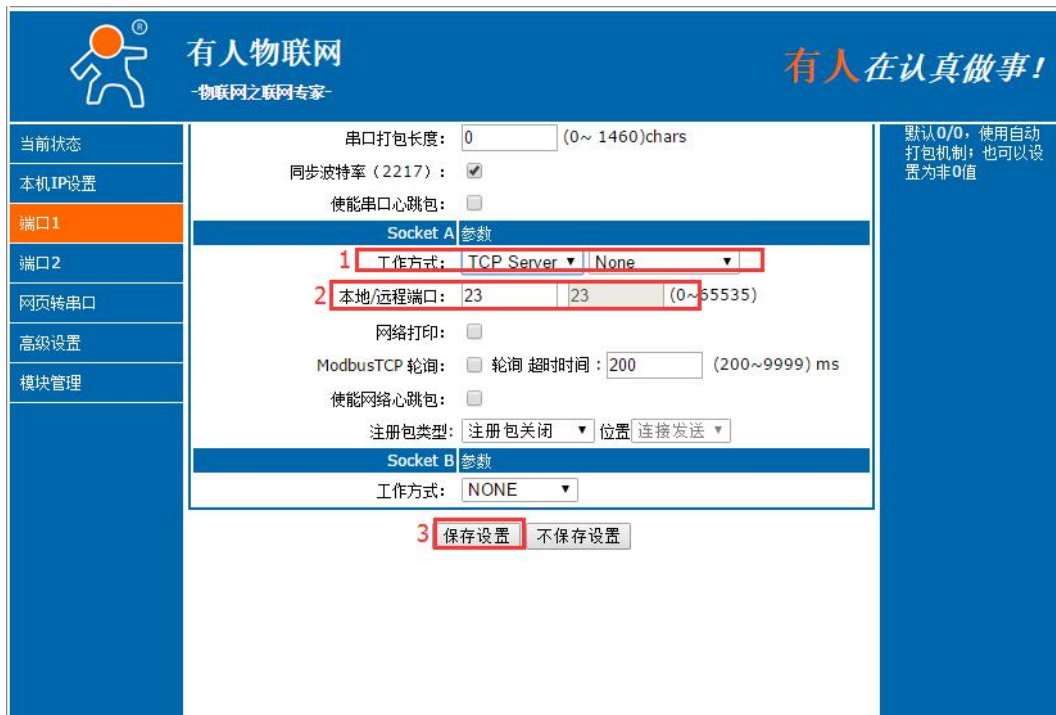 ®
有人物联网
-物联网之联网专家-
有人在认真做事!
当前状态
本机IP设置
端口1
端口2
网页转串口
高级设置
模块管理
串口打包长度: 0 (0~ 1460)chars
同步波特率(2217):
使能串口心跳包:
Socket A 参数
1 工作方式: TCP Server None
2 本地/远程端口: 23 23 (0~65535)
网络打印:
ModbusTCP 轮询: 轮询 超时时间:200 (200~9999) ms
使能网络心跳包:
注册包类型: 注册包关闭 位置 连接发送
Socket B 参数
工作方式: NONE
3 保存设置 不保存设置
默认0/0,使用自动
打包机制;也可以设
置为非0值